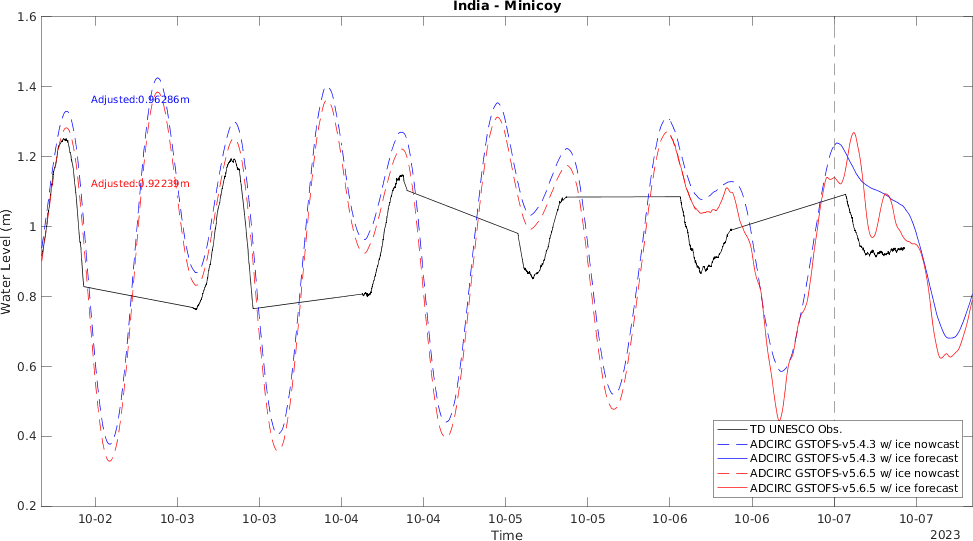 India - Minicoy
1.6
1.4
1.2
1
0.8
0.6
0.4
0.2
Water Level (m)
Adjusted:0.96286m
Adjusted:0.92239m
TD UNESCO Obs.
ADCIRC GSTOFS-v5.4.3 w/ ice nowcast
ADCIRC GSTOFS-v5.4.3 w/ ice forecast
ADCIRC GSTOFS-v5.6.5 w/ ice nowcast
ADCIRC GSTOFS-v5.6.5 w/ ice forecast
10-02 10-03 10-03 10-04 10-04 10-05 10-05 10-06 10-06 10-07 10-07
Time
2023